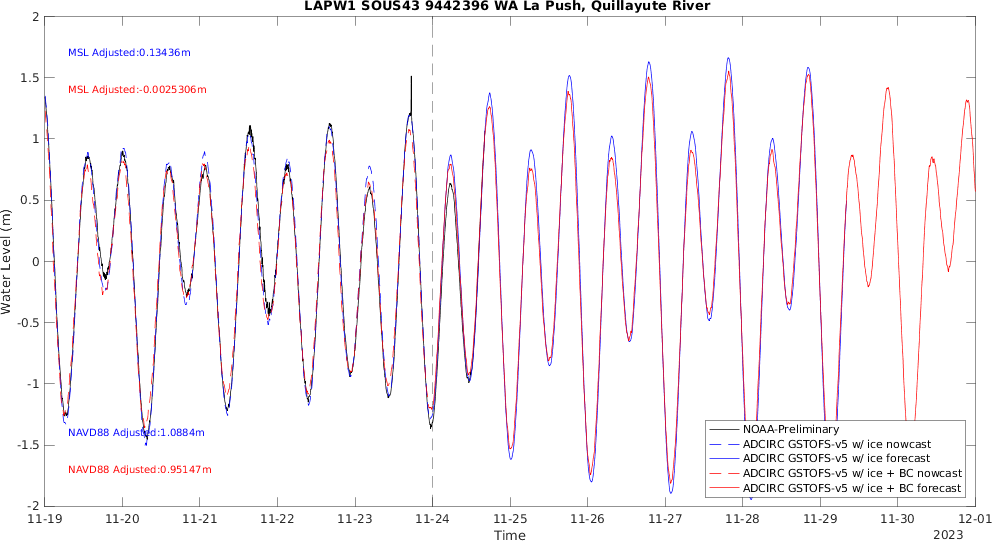 LAPW1 SOUS43 9442396 WA La Push, Quillayute River
2
1.5
1
0.5
0
-0.5
-1
-1.5
-2
Water Level (m)
MSL Adjusted:0.13436m
MSL Adjusted:-0.0025306m
NAVD88 Adjusted:1.0884m
NAVD88 Adjusted:0.95147m
NOAA-Preliminary
ADCIRC GSTOFS-v5 w/ ice nowcast
ADCIRC GSTOFS-v5 w/ ice forecast
ADCIRC GSTOFS-v5 w/ ice + BC nowcast
ADCIRC GSTOFS-v5 w/ ice + BC forecast
11-19 11-20 11-21 11-22 11-23 11-24 11-25 11-26 11-27 11-28 11-29 11-30 12-01
Time
2023